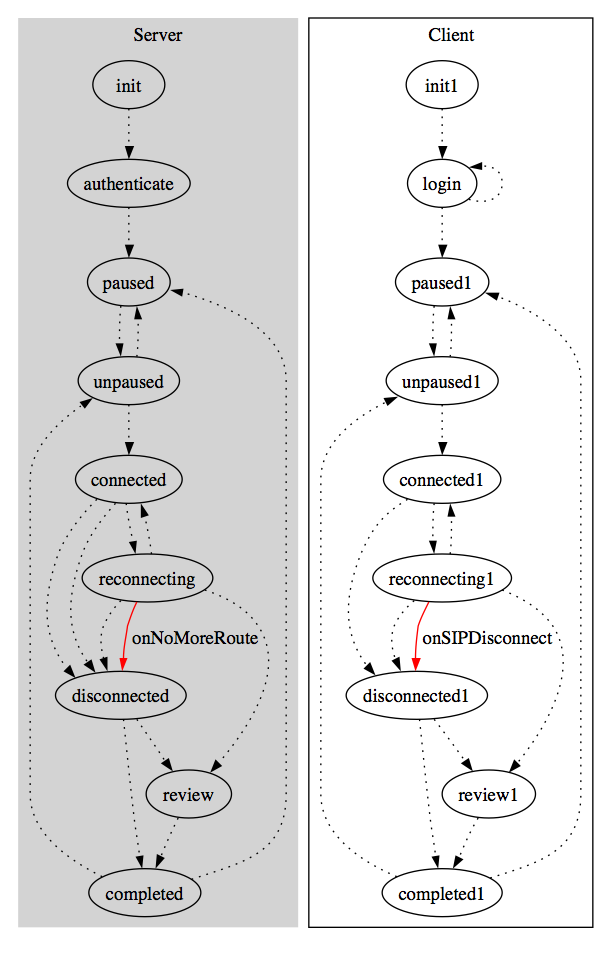 Server
init
authenticate
paused
unpaused
connected
reconnecting
onNoMoreRoute
disconnected
review
completed
Client
init1
login
paused1
unpaused1
connected1
reconnecting1
onSIPDisconnect
disconnected1
review1
completed1